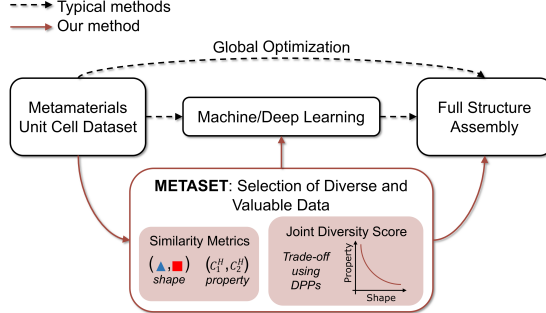 Typical methods
Our method
Global Optimization
Metamaterials
Unit Cell Dataset
Machine/Deep Learning
Full Structure
Assembly
METASET: Selection of Diverse and
Valuable Data
Similarity Metrics
(▲,■)
shape
(C₁ᴴ,C₂ᴴ)
property
Joint Diversity Score
Trade-off
using
DPPs
Property
Shape